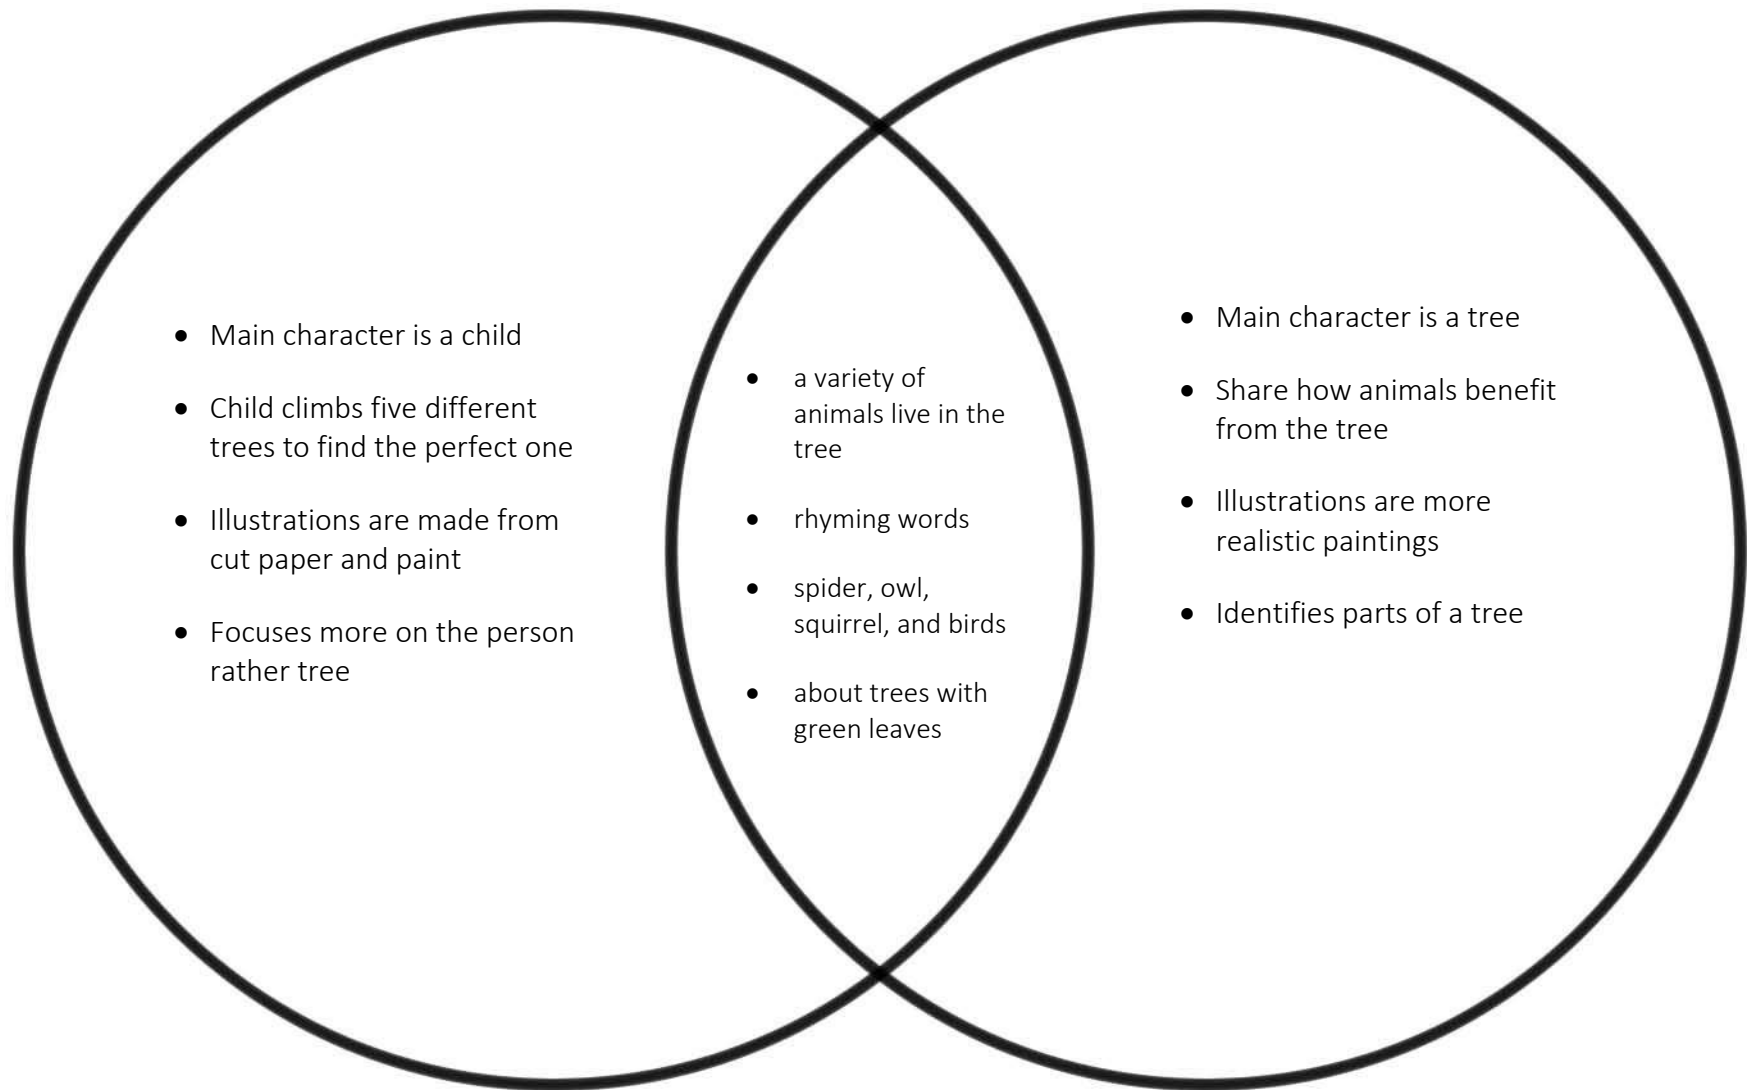 • Main character is a child
• Child climbs five different
trees to find the perfect one
• Illustrations are made from
cut paper and paint
• Focuses more on the person
rather tree
• a variety of
animals live in the
tree
• rhyming words
• spider, owl,
squirrel, and birds
• about trees with
green leaves
• Main character is a tree
• Share how animals benefit
from the tree
• Illustrations are more
realistic paintings
• Identifies parts of a tree